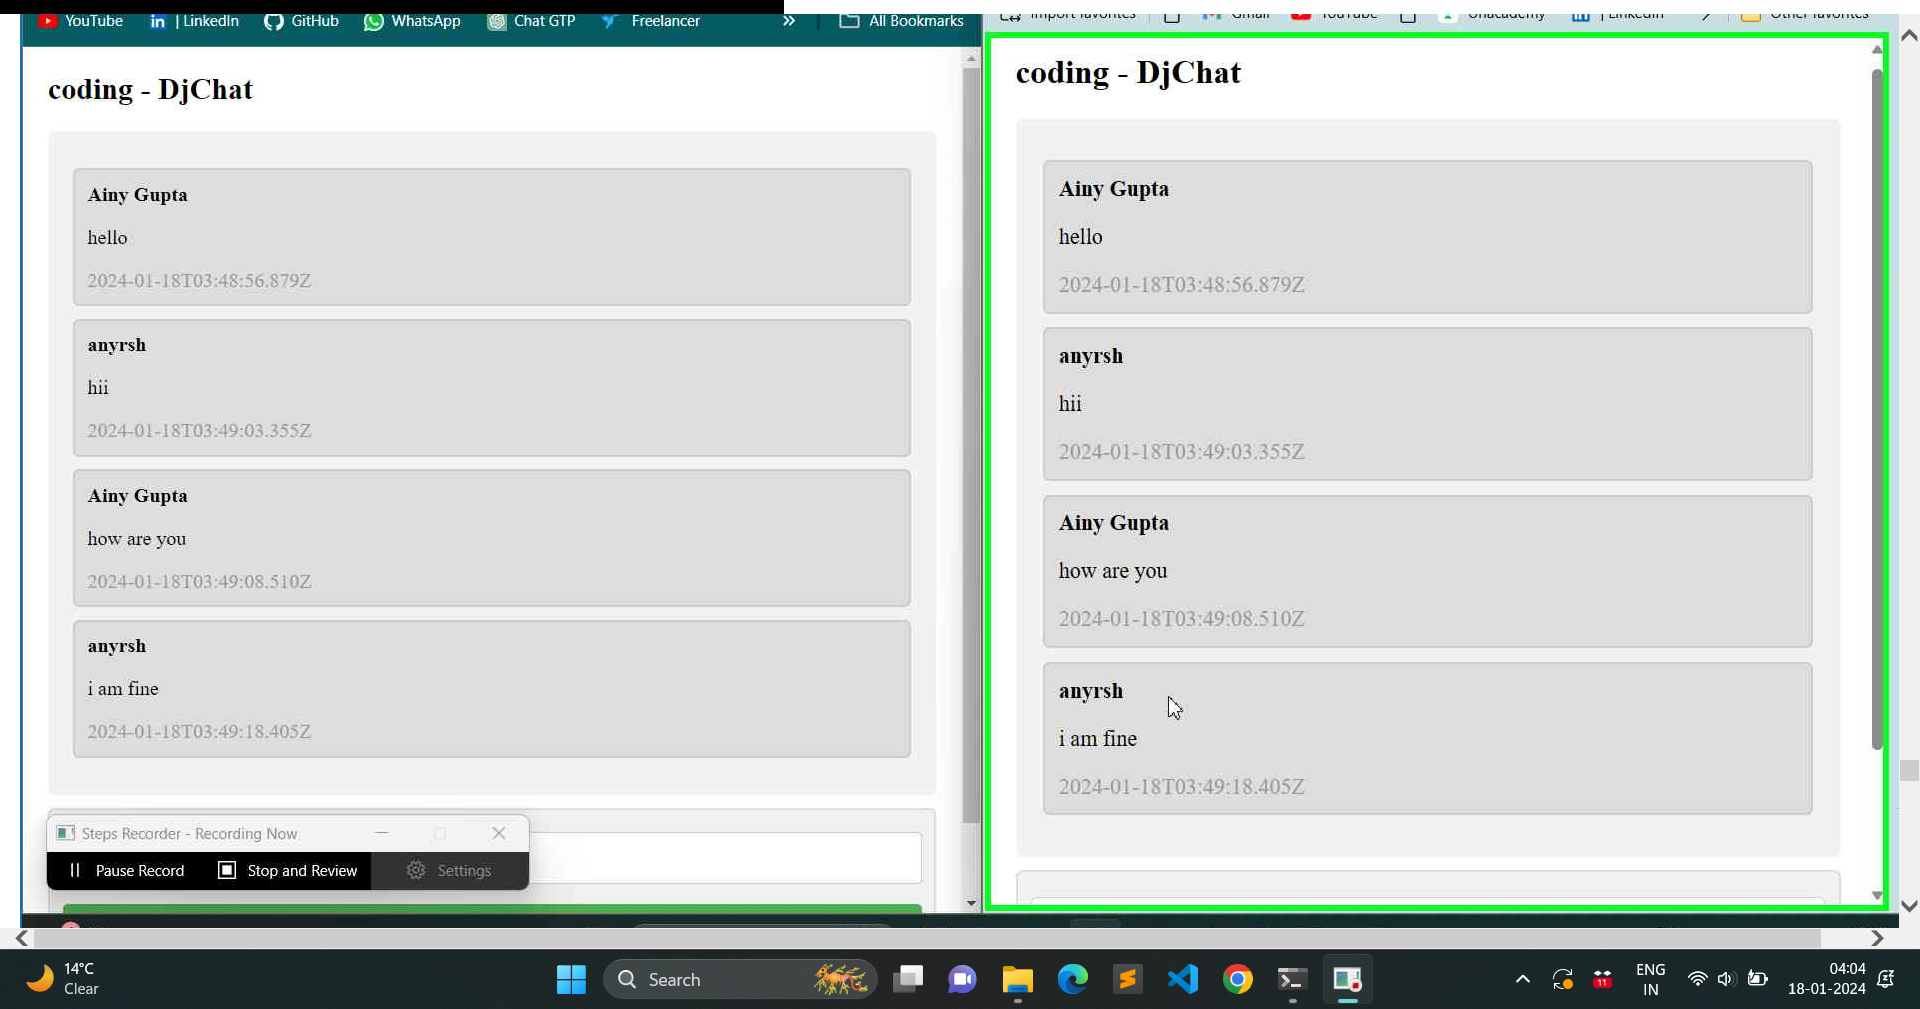 YouTube | LinkedIn GitHub WhatsApp Chat GTP Freelancer » All Bookmarks
coding - DjChat
Ainy Gupta
hello
2024-01-18T03:48:56.879Z
anyrsh
hii
2024-01-18T03:49:03.355Z
Ainy Gupta
how are you
2024-01-18T03:49:08.510Z
anyrsh
i am fine
2024-01-18T03:49:18.405Z
Steps Recorder - Recording Now
Pause Record Stop and Review Settings
Import favorites Gmail YouTube Unacademy | LinkedIn Other favorites
coding - DjChat
Ainy Gupta
hello
2024-01-18T03:48:56.879Z
anyrsh
hii
2024-01-18T03:49:03.355Z
Ainy Gupta
how are you
2024-01-18T03:49:08.510Z
anyrsh
i am fine
2024-01-18T03:49:18.405Z
14°C
Clear
Search
11
ENG
IN
04:04
18-01-2024